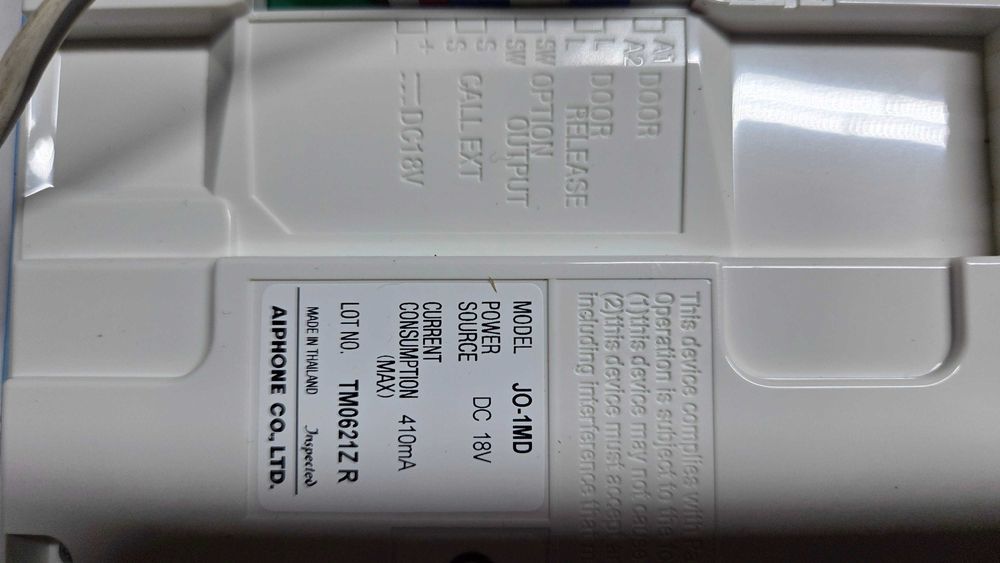 A1 DOOR
A2
L DOOR
L RELEASE
SW OPTION
SW OUTPUT
S CALL EXT
S
+ DC18V
-
This device complies with
Operation is subject to the
(1)this device may not cause
(2)this device must accept
including interference that
MODEL JO-1MD
POWER
SOURCE DC 18V
CURRENT
CONSUMPTION 410mA
(MAX)
LOT NO. TM0621Z R
MADE IN THAILAND Inspected
AIPHONE CO., LTD.